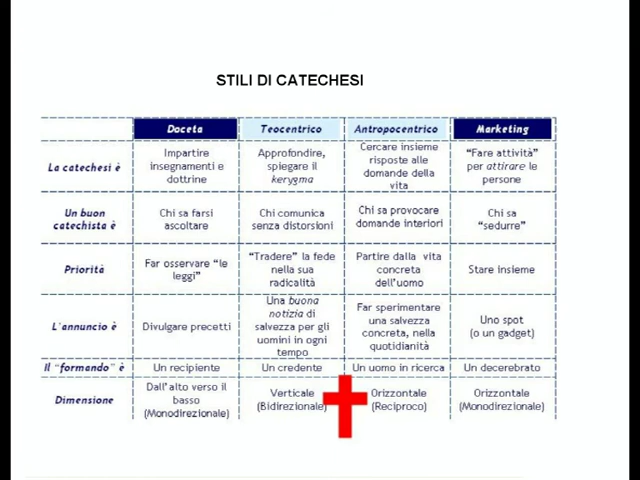 STILI DI CATECHESI
Doceta Teocentrico Antropocentrico Marketing
La catechesi è
Impartire
insegnamenti e
dottrine
Approfondire,
spiegare il
kerygma
Cercare insieme
risposte alle
domande della
vita
“Fare attività”
per attirare le
persone
Un buon
catechista è
Chi sa farsi
ascoltare
Chi comunica
senza distorsioni
Chi sa provocare
domande interiori
Chi sa
“sedurre”
Priorità
Far osservare “le
leggi”
“Tradere” la fede
nella sua
radicalità
Partire dalla vita
concreta
dell’uomo
Stare insieme
L’annuncio è
Divulgare precetti
Una buona
notizia di
salvezza per gli
uomini in ogni
tempo
Far sperimentare
una salvezza
concreta, nella
quotidianità
Uno spot
(o un gadget)
Il “formando” è
Un recipiente
Un credente
Un uomo in ricerca
Un decerebrato
Dimensione
Dall’alto verso il
basso
(Monodirezionale)
Verticale
(Bidirezionale)
Orizzontale
(Reciproco)
Orizzontale
(Monodirezionale)